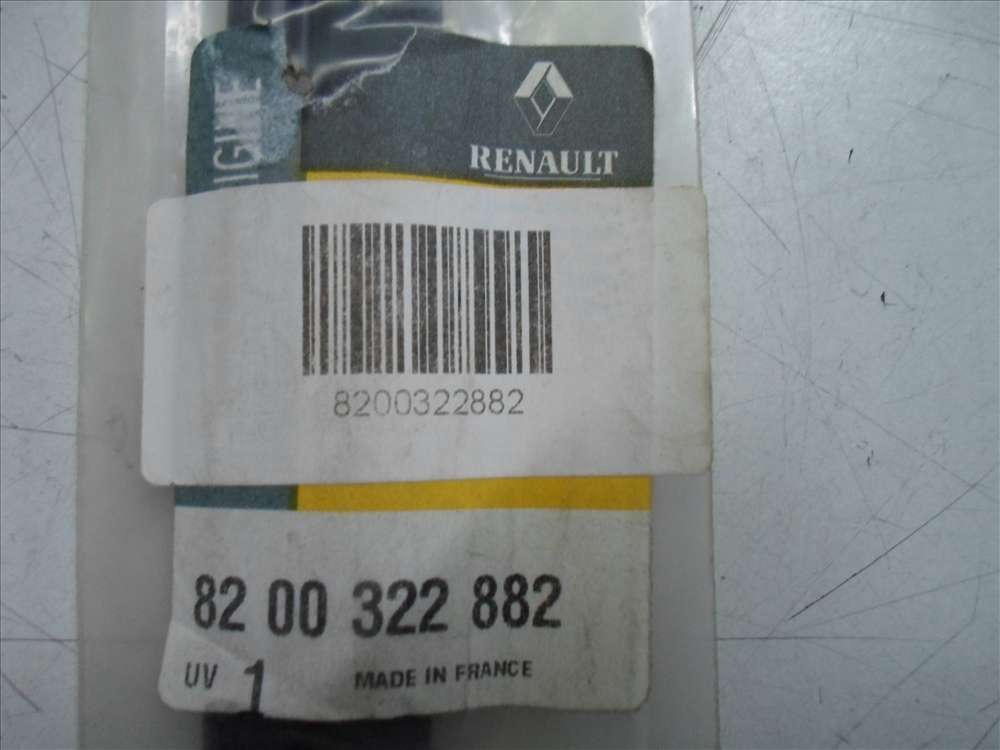 RENAULT
8200322882
82 00 322 882
UV 1 MADE IN FRANCE